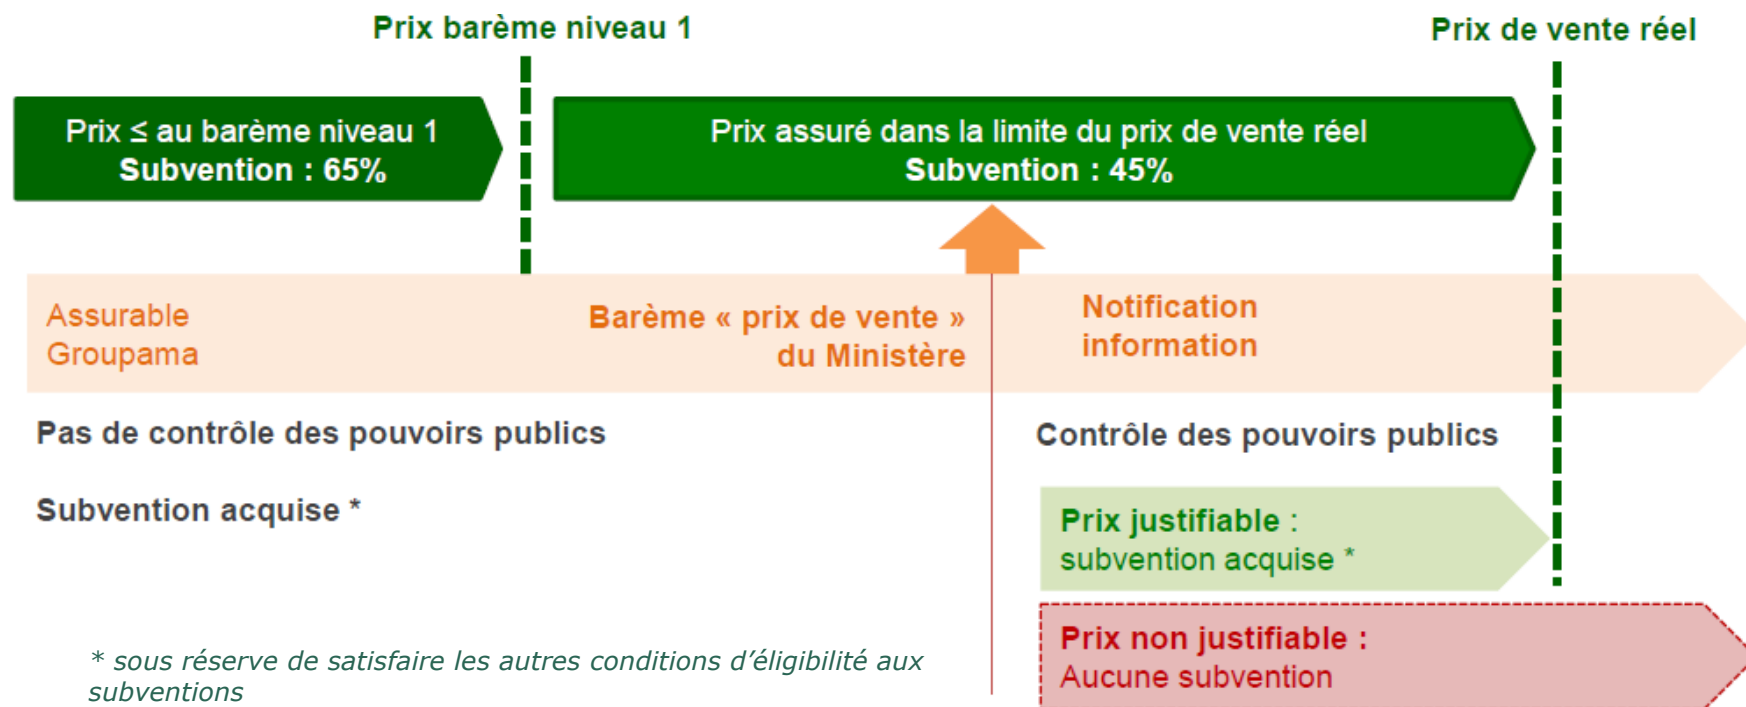 Prix barème niveau 1
Prix de vente réel
Prix ≤ au barème niveau 1
Subvention : 65%
Prix assuré dans la limite du prix de vente réel
Subvention : 45%
Assurable
Groupama
Barème « prix de vente »
du Ministère
Notification
information
Pas de contrôle des pouvoirs publics
Subvention acquise *
Contrôle des pouvoirs publics
Prix justifiable :
subvention acquise *
Prix non justifiable :
Aucune subvention
* sous réserve de satisfaire les autres conditions d’éligibilité aux
subventions